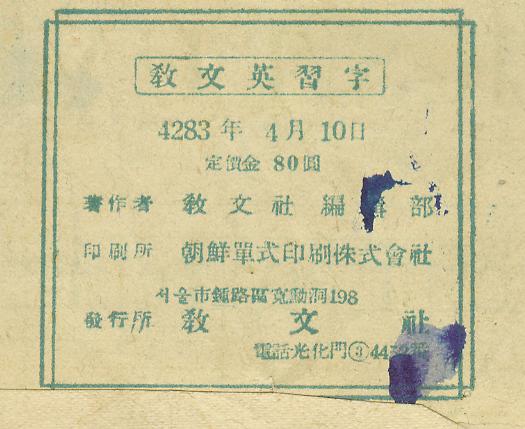 敎文英習字
4283年 4月 10日
定價金 80圓
著作者 敎文社編輯部
印刷所 朝鮮單式印刷株式會社
서울市鍾路區寬勳洞198
發行所 敎文社
電話光化門③44